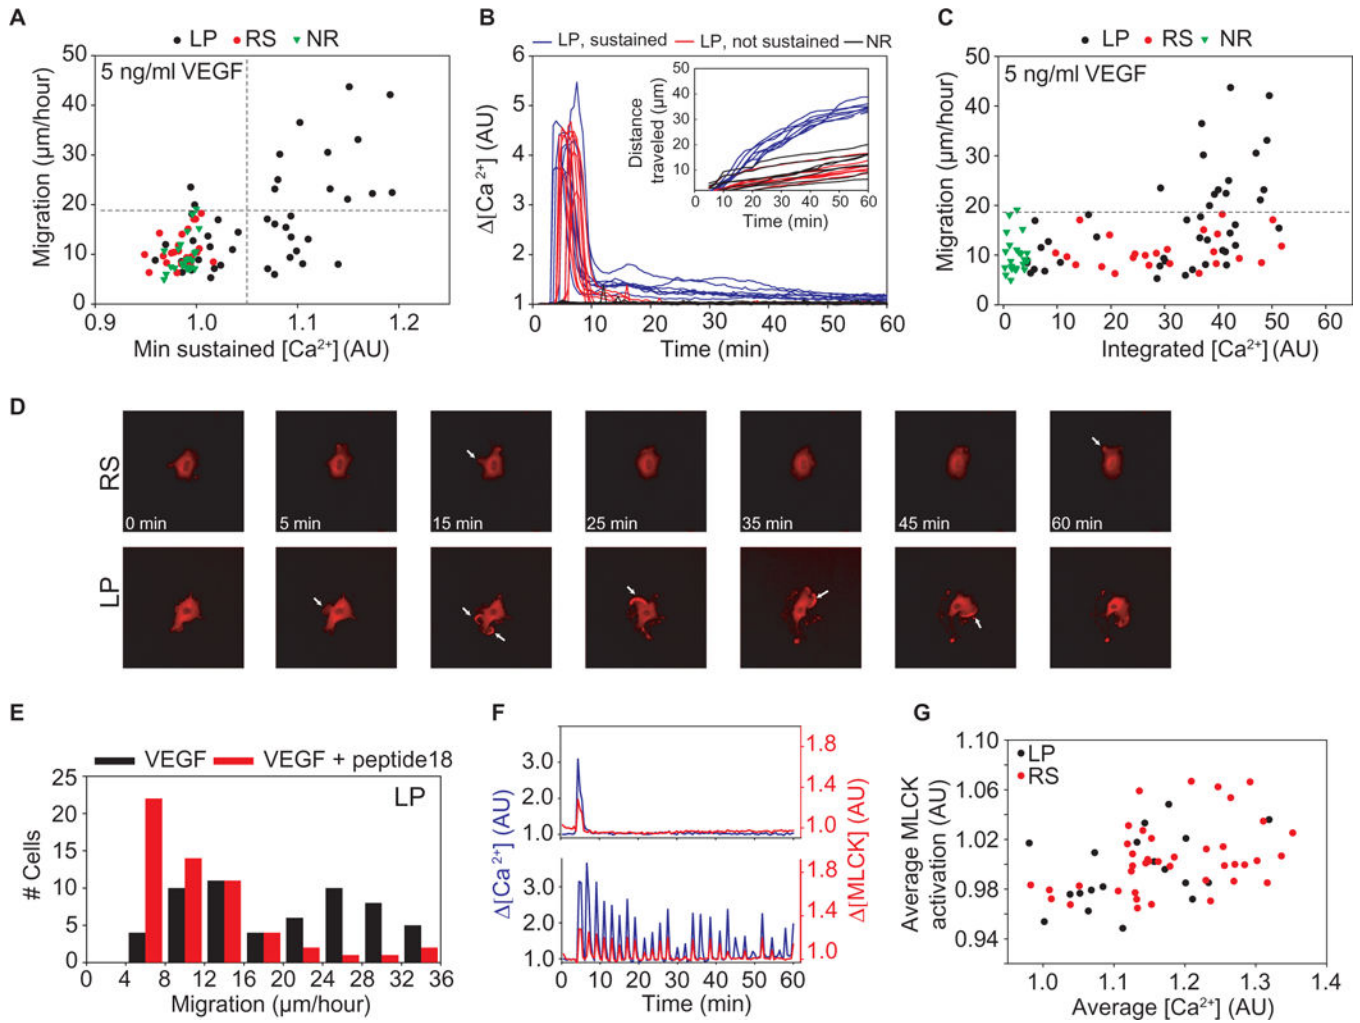 A
LP RS NR
5 ng/ml VEGF
Migration (µm/hour)
50
40
30
20
10
0
0.9 1.0 1.1 1.2
Min sustained [Ca²⁺] (AU)
B
LP, sustained LP, not sustained NR
Δ[Ca²⁺] (AU)
6
5
4
3
2
1
0 10 20 30 40 50 60
Time (min)
Distance
traveled (µm)
50
40
30
20
10
0 10 20 30 40 50 60
Time (min)
C
LP RS NR
5 ng/ml VEGF
Migration (µm/hour)
50
40
30
20
10
0
0 10 20 30 40 50 60
Integrated [Ca²⁺] (AU)
D
RS
0 min 5 min 15 min 25 min 35 min 45 min 60 min
LP
E
VEGF VEGF + peptide18
LP
# Cells
25
20
15
10
5
0
0 4 8 12 16 20 24 28 32 36
Migration (µm/hour)
F
Δ[Ca²⁺] (AU)
3.0
2.0
1.0
3.0
2.0
1.0
Δ[MLCK] (AU)
1.8
1.4
1.0
1.8
1.4
1.0
0 10 20 30 40 50 60
Time (min)
G
LP
RS
Average MLCK
activation (AU)
1.10
1.06
1.02
0.98
0.94
1.0 1.1 1.2 1.3 1.4
Average [Ca²⁺] (AU)